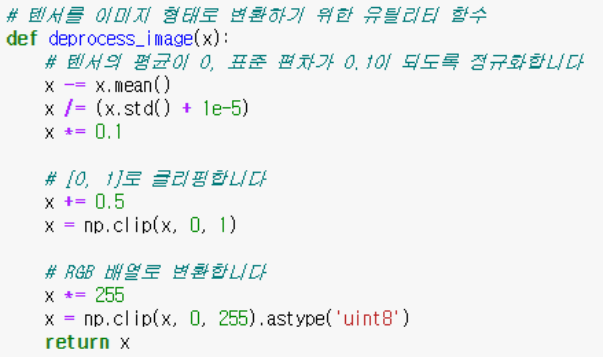 # 텐서를 이미지 형태로 변환하기 위한 유틸리티 함수
def deprocess_image(x):
    # 텐서의 평균이 0, 표준 편차가 0.1이 되도록 정규화합니다
    x -= x.mean()
    x /= (x.std() + 1e-5)
    x *= 0.1

    # [0, 1]로 클리핑합니다
    x += 0.5
    x = np.clip(x, 0, 1)

    # RGB 배열로 변환합니다
    x *= 255
    x = np.clip(x, 0, 255).astype('uint8')
    return x